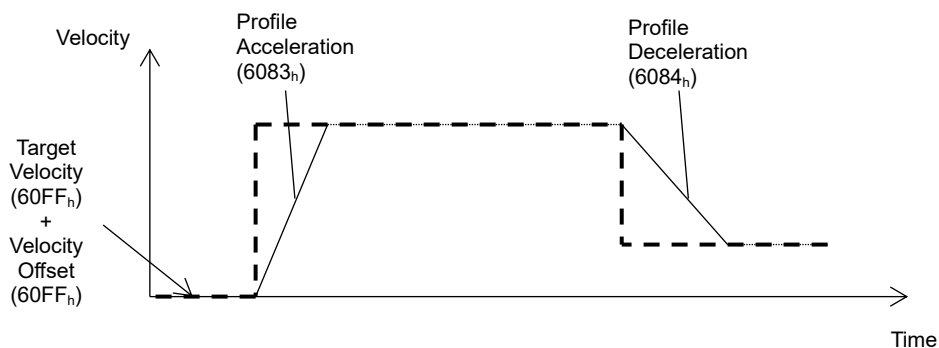 Velocity
Profile
Acceleration
(6083h)
Profile
Deceleration
(6084h)
Target
Velocity
(60FFh)
+
Velocity
Offset
(60FFh)
Time